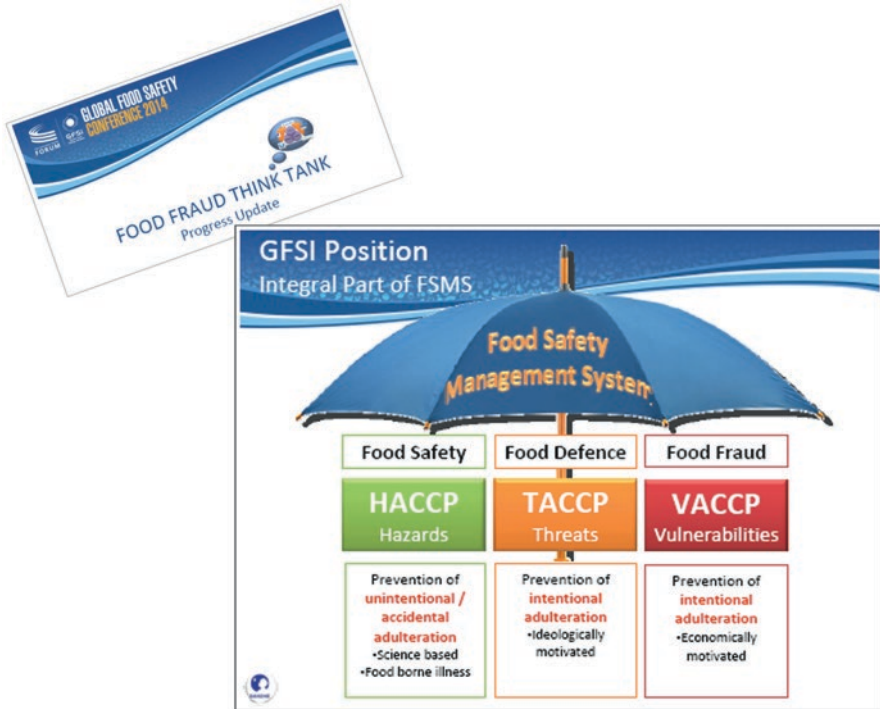 FORUM
GFSI
GLOBAL FOOD SAFETY
CONFERENCE 2014
FOOD FRAUD THINK TANK
Progress Update
GFSI Position
Integral Part of FSMS
Food Safety
Management System
Food Safety
HACCP
Hazards
Prevention of
unintentional /
accidental
adulteration
•Science based
•Food borne illness
Food Defence
TACCP
Threats
Prevention of
intentional
adulteration
•Ideologically
motivated
Food Fraud
VACCP
Vulnerabilities
Prevention of
intentional
adulteration
•Economically
motivated